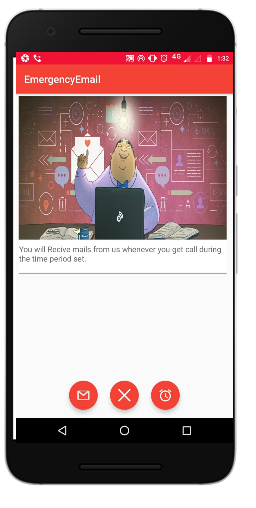 4G 1:32
EmergencyEmail
You will Recive mails from us whenever you get call during
the time period set.